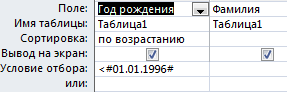 Поле: Год рождения Фамилия
Имя таблицы: Таблица1 Таблица1
Сортировка: по возрастанию
Вывод на экран:
Условие отбора: <#01.01.1996#
или: